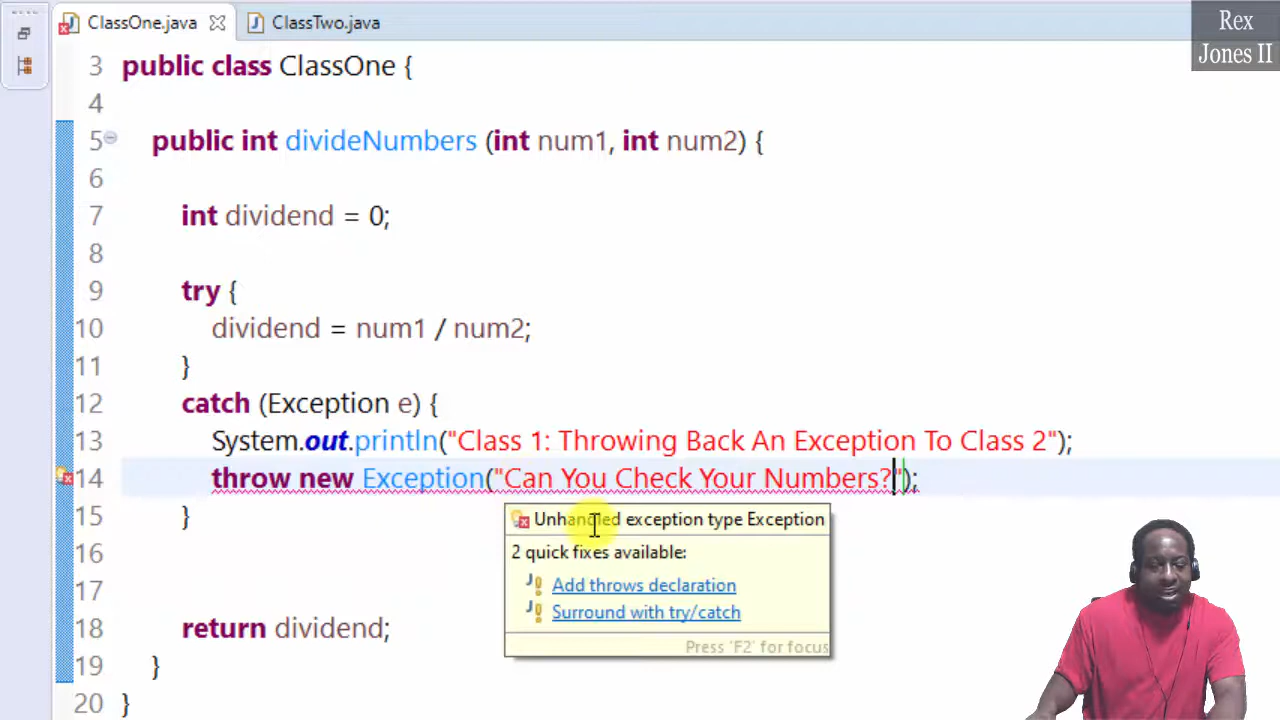 ClassOne.java
ClassTwo.java
Rex
Jones II
3 public class ClassOne {
4
5 public int divideNumbers (int num1, int num2) {
6
7 int dividend = 0;
8
9 try {
10 dividend = num1 / num2;
11 }
12 catch (Exception e) {
13 System.out.println("Class 1: Throwing Back An Exception To Class 2");
14 throw new Exception("Can You Check Your Numbers?");
15 }
Unhandled exception type Exception
16
2 quick fixes available:
17
Add throws declaration
Surround with try/catch
18 return dividend;
Press 'F2' for focus
19 }
20 }